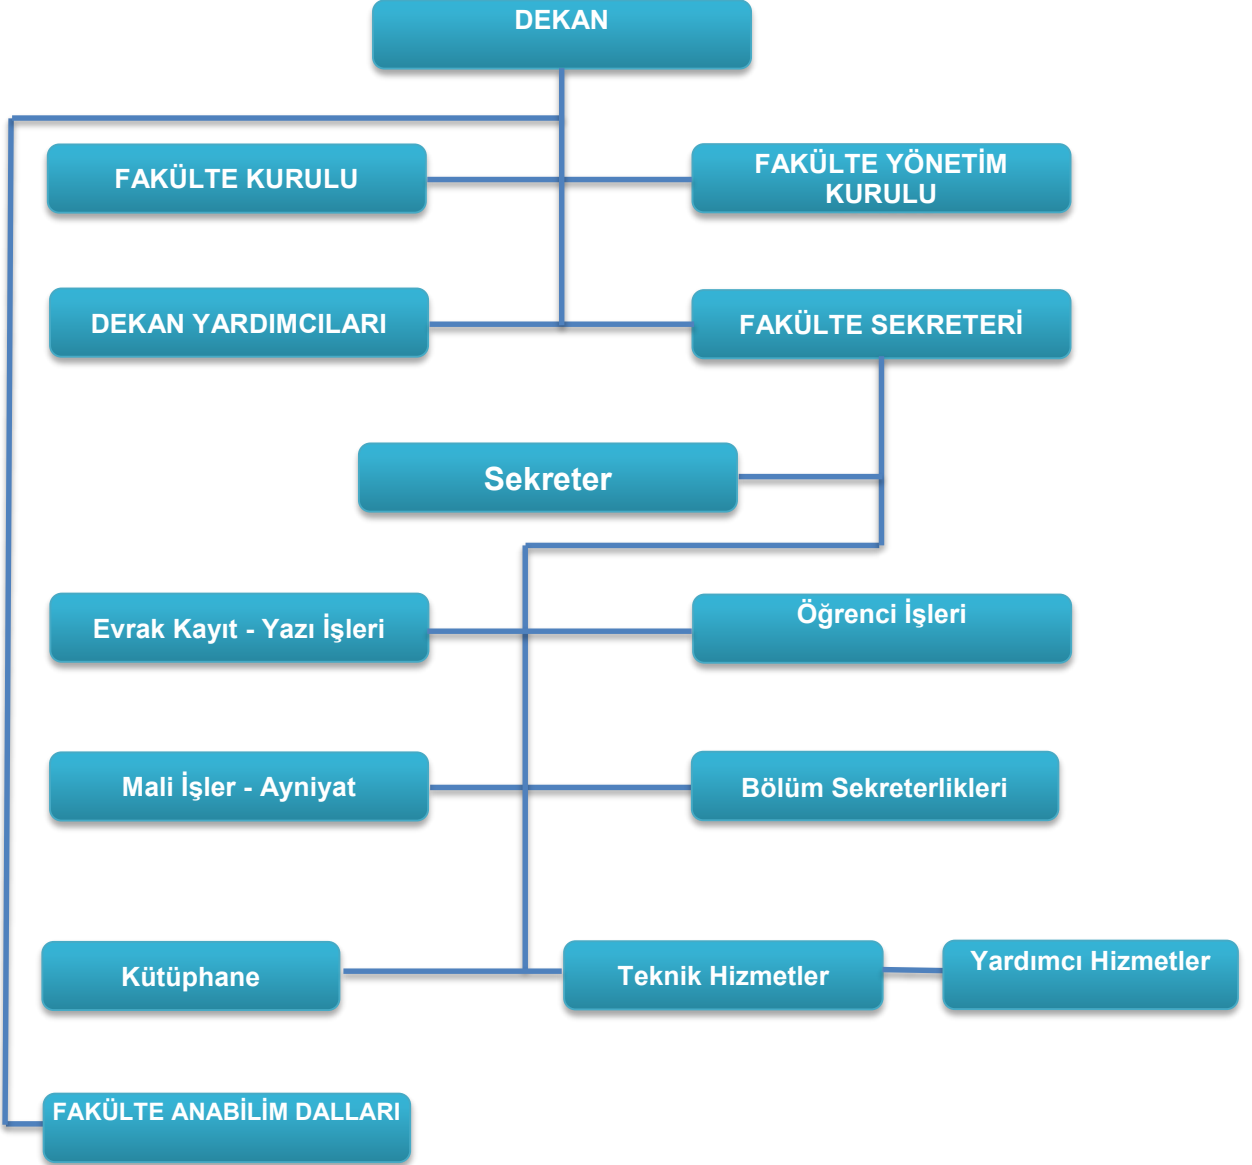 DEKAN
FAKÜLTE KURULU
FAKÜLTE YÖNETİM
KURULU
DEKAN YARDIMCILARI
FAKÜLTE SEKRETERİ
Sekreter
Evrak Kayıt - Yazı İşleri
Öğrenci İşleri
Mali İşler - Ayniyat
Bölüm Sekreterlikleri
Kütüphane
Teknik Hizmetler
Yardımcı Hizmetler
FAKÜLTE ANABİLİM DALLARI